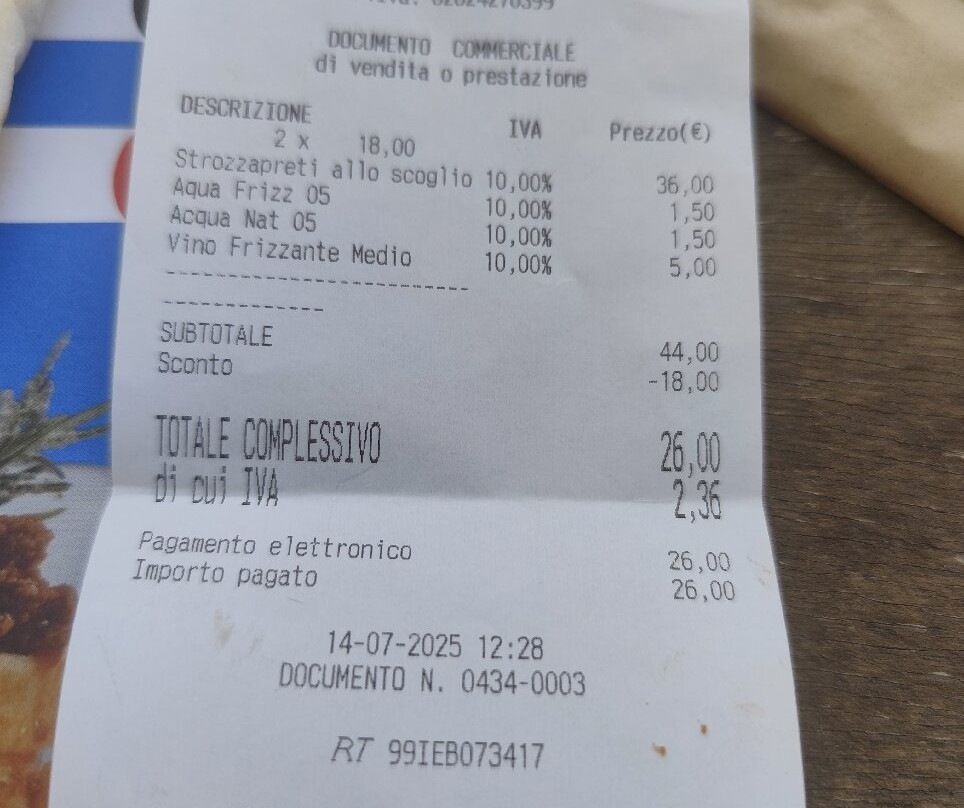 DOCUMENTO COMMERCIALE
di vendita o prestazione
DESCRIZIONE IVA Prezzo(€)
2 x 18,00
Strozzapreti allo scoglio 10,00% 36,00
Aqua Frizz 05 10,00% 1,50
Acqua Nat 05 10,00% 1,50
Vino Frizzante Medio 10,00% 5,00
------------------------
-------------
SUBTOTALE 44,00
Sconto -18,00
TOTALE COMPLESSIVO 26,00
di cui IVA 2,36
Pagamento elettronico 26,00
Importo pagato 26,00
14-07-2025 12:28
DOCUMENTO N. 0434-0003
RT 99IEB073417